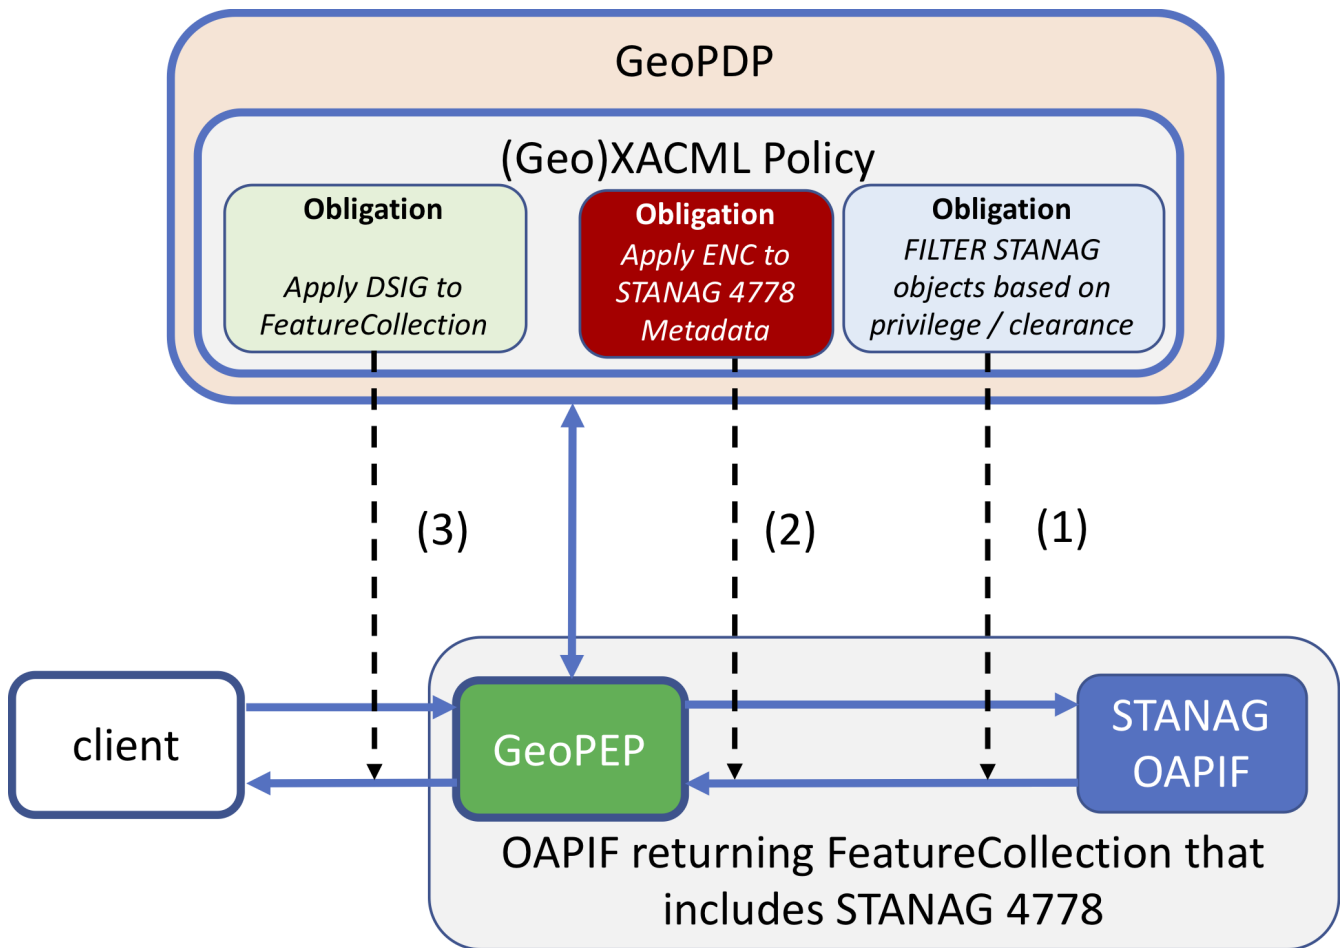 GeoPDP
(Geo)XACML Policy
Obligation
Apply DSIG to
FeatureCollection
Obligation
Apply ENC to
STANAG 4778
Metadata
Obligation
FILTER STANAG
objects based on
privilege / clearance
(3)
(2)
(1)
client
GeoPEP
STANAG
OAPIF
OAPIF returning FeatureCollection that
includes STANAG 4778